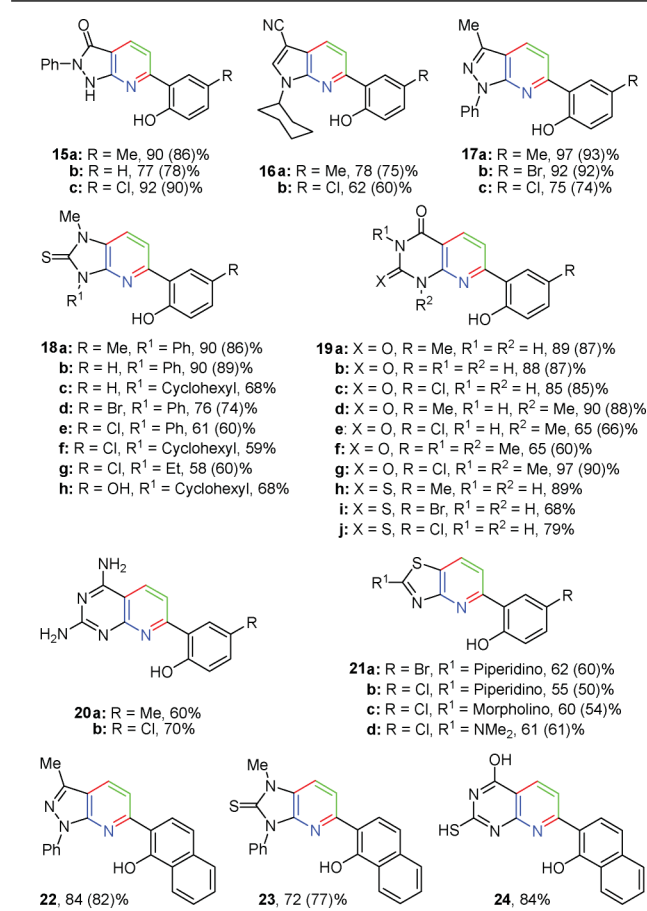 O
Ph
N
N
H
N
HO
R
15a: R = Me, 90 (86)%
b: R = H, 77 (78)%
c: R = Cl, 92 (90)%
NC
N
N
HO
R
16a: R = Me, 78 (75)%
b: R = Cl, 62 (60)%
Me
N
N
Ph
N
HO
R
17a: R = Me, 97 (93)%
b: R = Br, 92 (92)%
c: R = Cl, 75 (74)%
Me
N
S
N
R¹
N
HO
R
18a: R = Me, R¹ = Ph, 90 (86)%
b: R = H, R¹ = Ph, 90 (89)%
c: R = H, R¹ = Cyclohexyl, 68%
d: R = Br, R¹ = Ph, 76 (74)%
e: R = Cl, R¹ = Ph, 61 (60)%
f: R = Cl, R¹ = Cyclohexyl, 59%
g: R = Cl, R¹ = Et, 58 (60)%
h: R = OH, R¹ = Cyclohexyl, 68%
O
R¹
N
X
N
R²
N
HO
R
19a: X = O, R = Me, R¹ = R² = H, 89 (87)%
b: X = O, R = R¹ = R² = H, 88 (87)%
c: X = O, R = Cl, R¹ = R² = H, 85 (85)%
d: X = O, R = Me, R¹ = H, R² = Me, 90 (88)%
e: X = O, R = Cl, R¹ = H, R² = Me, 65 (66)%
f: X = O, R = R¹ = R² = Me, 65 (60)%
g: X = O, R = Cl, R¹ = R² = Me, 97 (90)%
h: X = S, R = Me, R¹ = R² = H, 89%
i: X = S, R = Br, R¹ = R² = H, 68%
j: X = S, R = Cl, R¹ = R² = H, 79%
NH₂
N
H₂N
N
N
HO
R
20a: R = Me, 60%
b: R = Cl, 70%
R¹
S
N
N
HO
R
21a: R = Br, R¹ = Piperidino, 62 (60)%
b: R = Cl, R¹ = Piperidino, 55 (50)%
c: R = Cl, R¹ = Morpholino, 60 (54)%
d: R = Cl, R¹ = NMe₂, 61 (61)%
Me
N
N
Ph
N
HO
22, 84 (82)%
Me
N
S
N
Ph
N
HO
23, 72 (77)%
OH
N
HS
N
N
HO
24, 84%